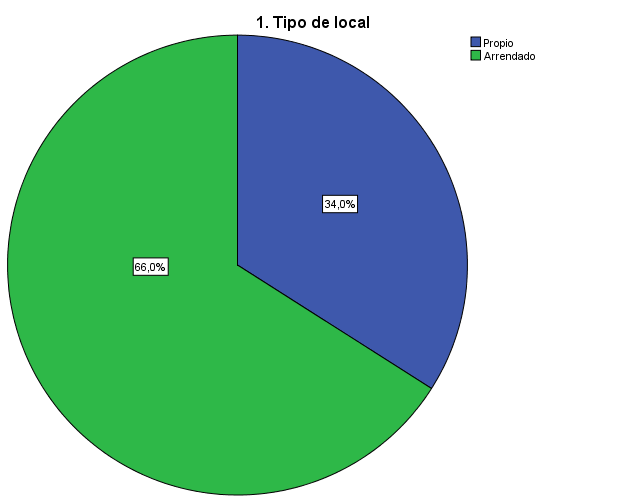 1. Tipo de local
Propio
Arrendado
34,0%
66,0%